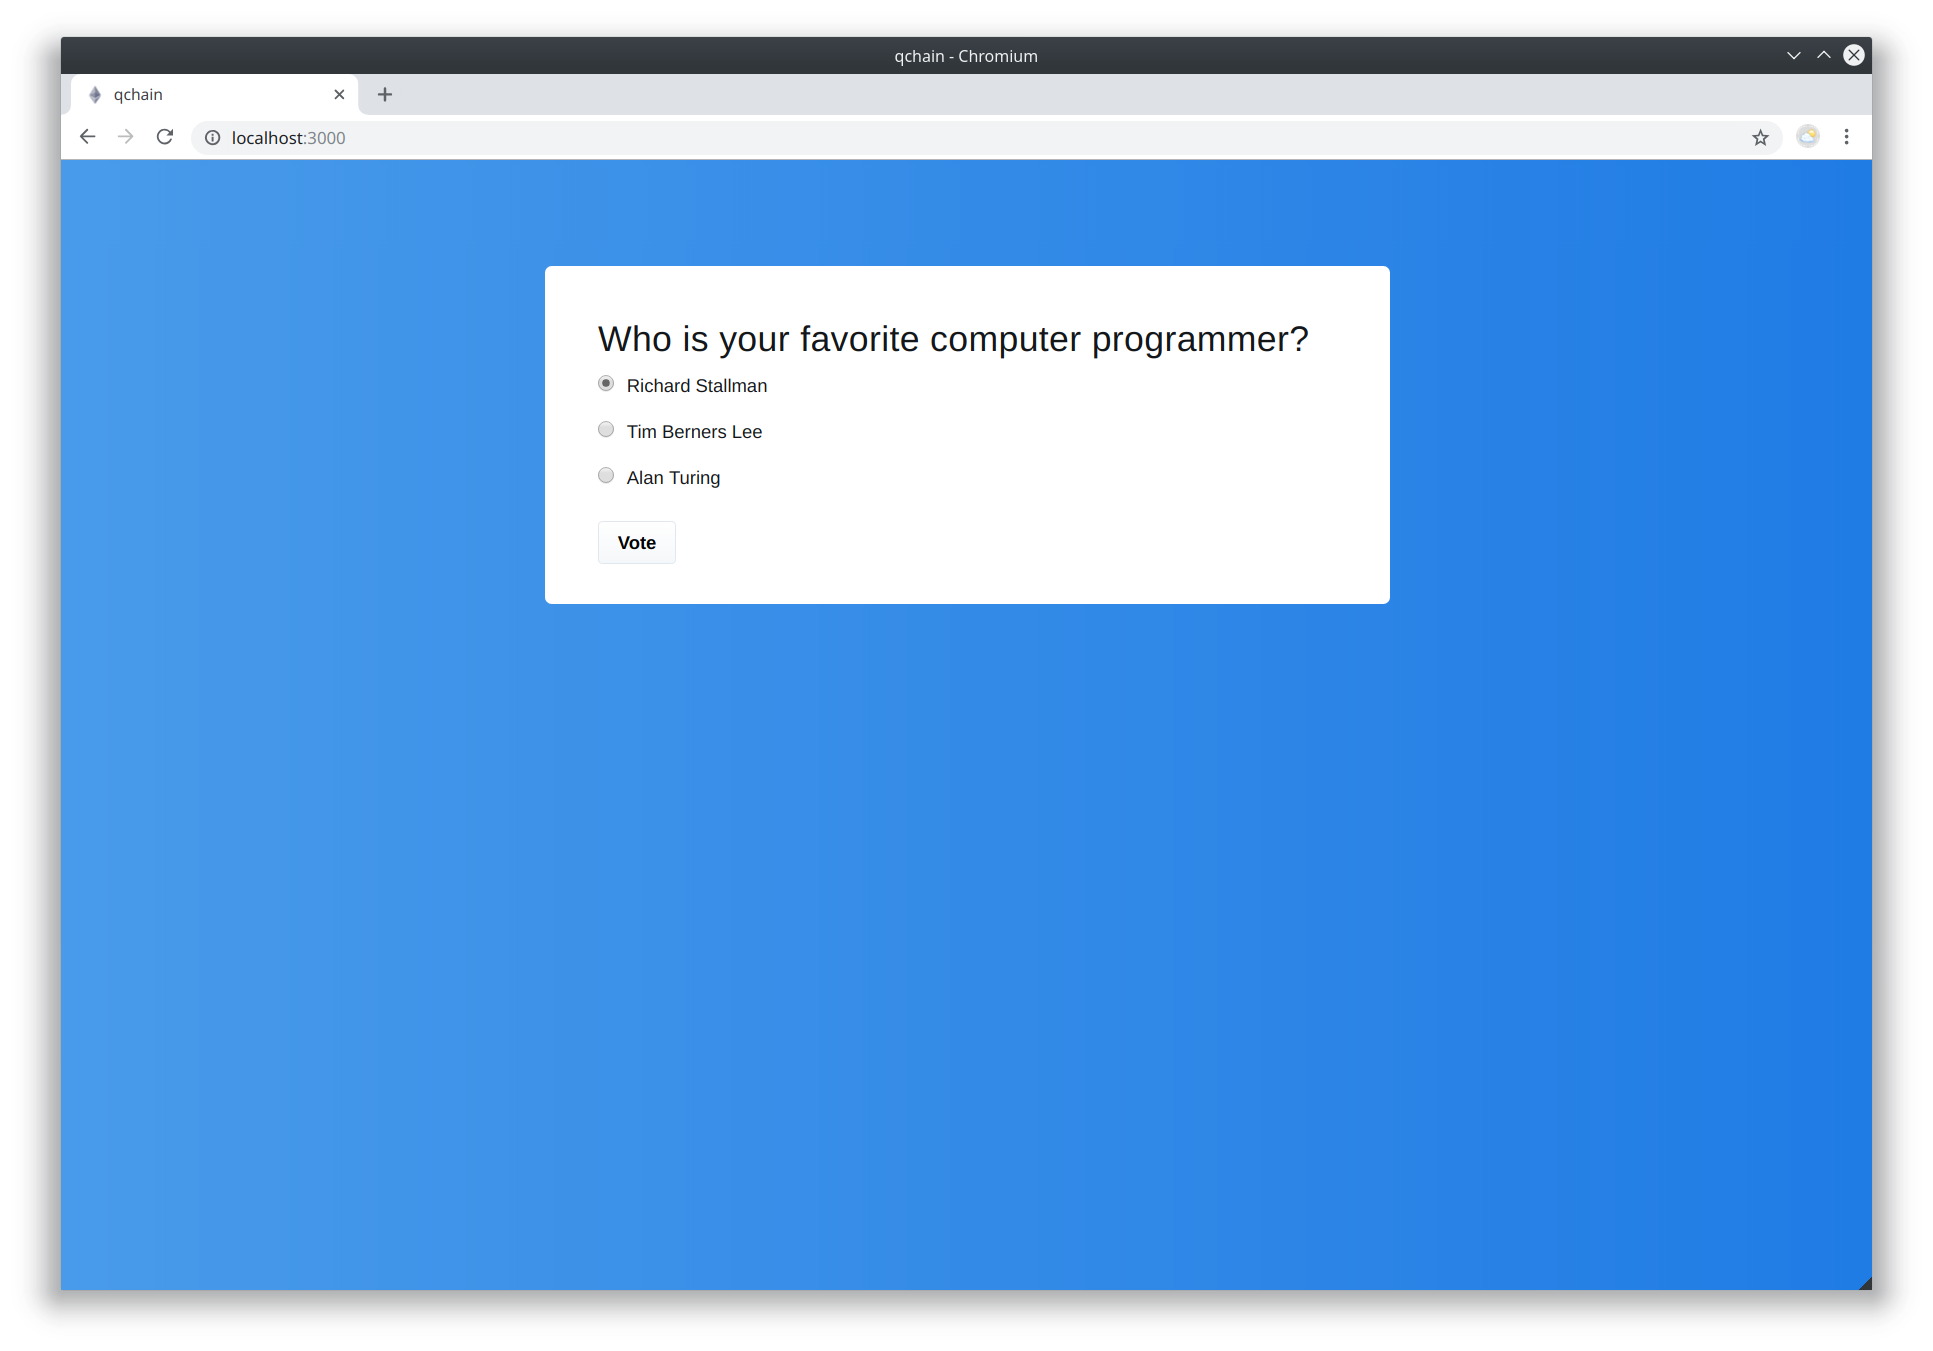 qchain - Chromium
qchain
localhost:3000
Who is your favorite computer programmer?
Richard Stallman
Tim Berners Lee
Alan Turing
Vote